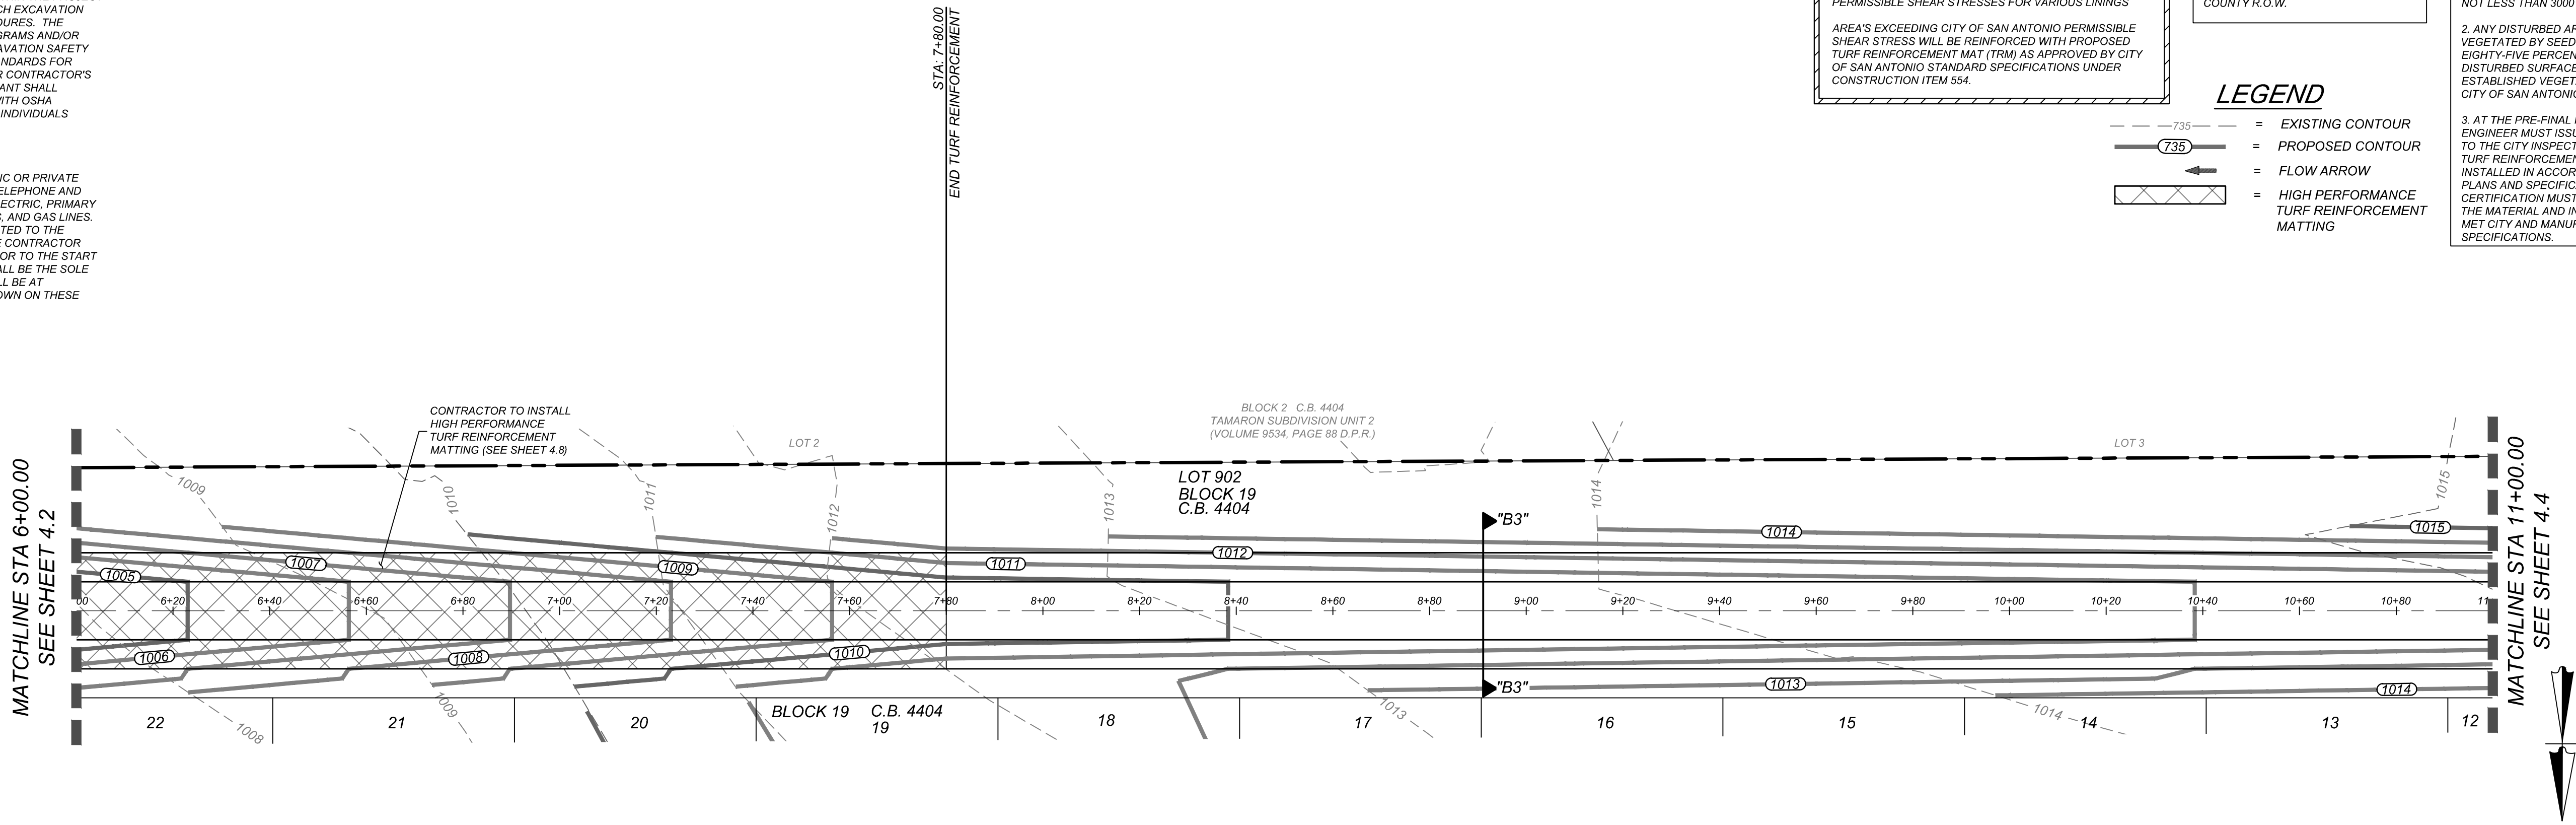 CH EXCAVATION
DURES. THE
GRAMS AND/OR
AVATION SAFETY
NDARDS FOR
R CONTRACTOR'S
ANT SHALL
WITH OSHA
INDIVIDUALS
IC OR PRIVATE
ELEPHONE AND
ECTRIC, PRIMARY
S, AND GAS LINES.
TED TO THE
E CONTRACTOR
OR TO THE START
ALL BE THE SOLE
LL BE AT
OWN ON THESE
STA: 7+80.00
END TURF REINFORCEMENT
PERMISSIBLE SHEAR STRESSES FOR VARIOUS LININGS
AREA'S EXCEEDING CITY OF SAN ANTONIO PERMISSIBLE
SHEAR STRESS WILL BE REINFORCED WITH PROPOSED
TURF REINFORCEMENT MAT (TRM) AS APPROVED BY CITY
OF SAN ANTONIO STANDARD SPECIFICATIONS UNDER
CONSTRUCTION ITEM 554.
COUNTY R.O.W.
LEGEND
735 = EXISTING CONTOUR
735 = PROPOSED CONTOUR
= FLOW ARROW
= HIGH PERFORMANCE
TURF REINFORCEMENT
MATTING
NOT LESS THAN 3000
2. ANY DISTURBED AR
VEGETATED BY SEED
EIGHTY-FIVE PERCEN
DISTURBED SURFACE
ESTABLISHED VEGET
CITY OF SAN ANTONIO
3. AT THE PRE-FINAL
ENGINEER MUST ISSU
TO THE CITY INSPECT
TURF REINFORCEMEN
INSTALLED IN ACCOR
PLANS AND SPECIFIC
CERTIFICATION MUST
THE MATERIAL AND IN
MET CITY AND MANUF
SPECIFICATIONS.
CONTRACTOR TO INSTALL
HIGH PERFORMANCE
TURF REINFORCEMENT
MATTING (SEE SHEET 4.8)
BLOCK 2 C.B. 4404
TAMARON SUBDIVISION UNIT 2
(VOLUME 9534, PAGE 88 D.P.R.)
LOT 2
LOT 3
LOT 902
BLOCK 19
C.B. 4404
MATCHLINE STA 6+00.00
SEE SHEET 4.2
MATCHLINE STA 11+00.00
SEE SHEET 4.4
1009
1010
1011
1012
1013
1014
1015
"B3"
1014
1015
1012
1011
1005
1007
1009
00 6+20 6+40 6+60 6+80 7+00 7+20 7+40 7+60 7+80 8+00 8+20 8+40 8+60 8+80 9+00 9+20 9+40 9+60 9+80 10+00 10+20 10+40 10+60 10+80 11
1006
1008
1010
"B3"
1013
1014
1008
1009
1013
1014
BLOCK 19 C.B. 4404
22 21 20 19 18 17 16 15 14 13 12